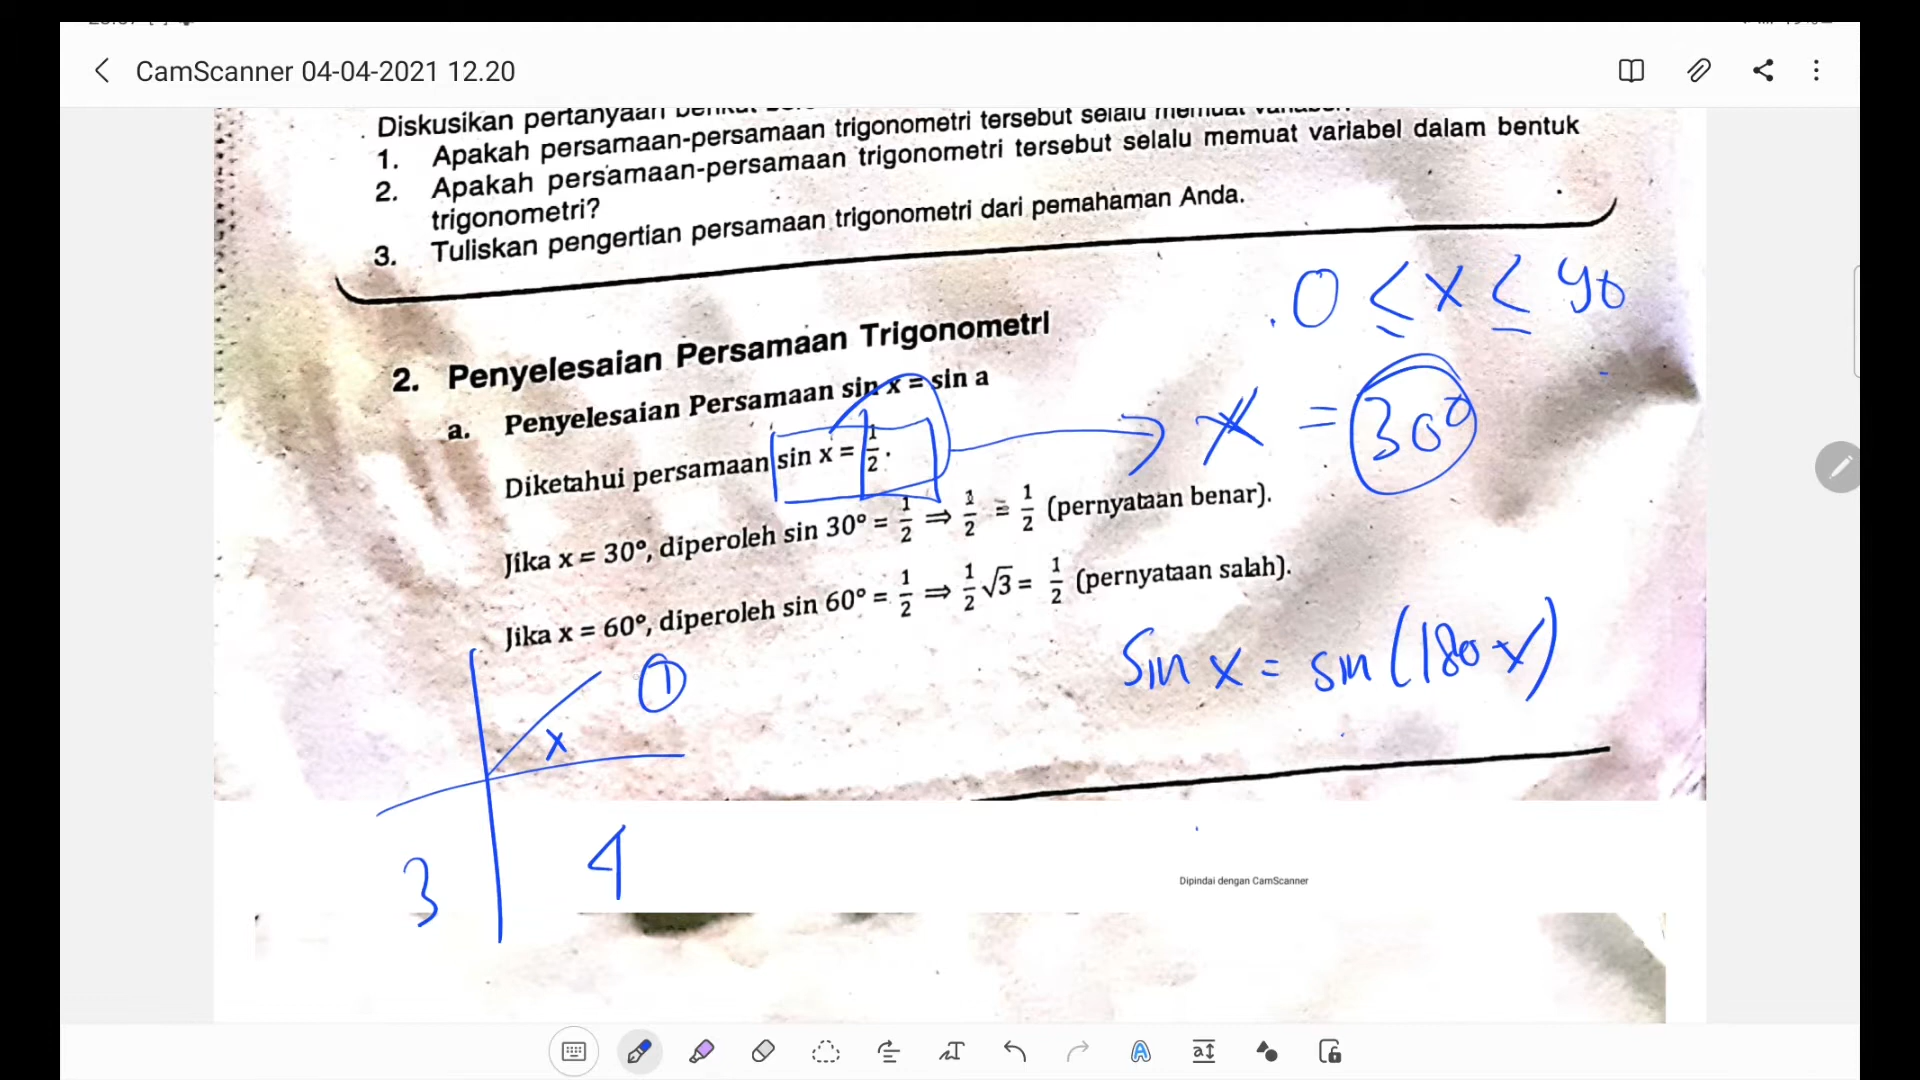 CamScanner 04-04-2021 12.20
Diskusikan pertanyaan
1. Apakah persamaan-persamaan trigonometri tersebut selalu memuat
2. Apakah persamaan-persamaan trigonometri tersebut selalu memuat variabel dalam bentuk
trigonometri?
3. Tuliskan pengertian persamaan trigonometri dari pemahaman Anda.
0 ≤ x ≤ 90
2. Penyelesaian Persamaan Trigonometri
a. Penyelesaian Persamaan sin x = sin a
Diketahui persamaan sin x = 1/2.
x = 30°
Jika x = 30°, diperoleh sin 30° = 1/2 ⇒ 1/2 = 1/2 (pernyataan benar).
Jika x = 60°, diperoleh sin 60° = 1/2 ⇒ 1/2 √3 = 1/2 (pernyataan salah).
Sin x = sin (180-x)
1
x
3 4
Dipindai dengan CamScanner